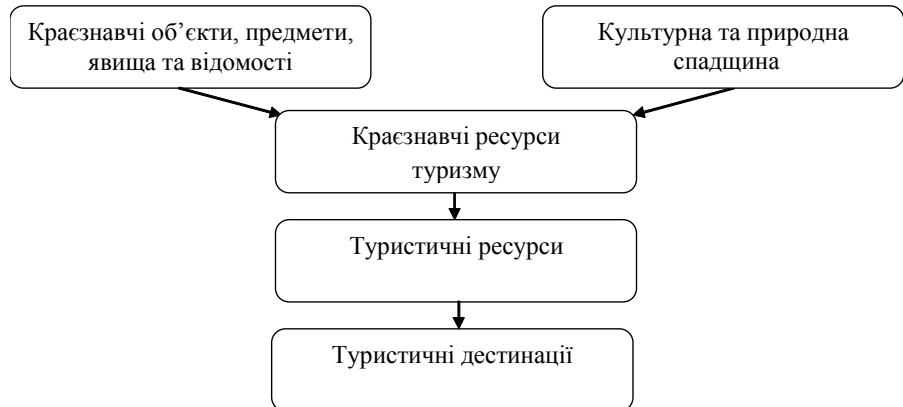 Краєзнавчі об’єкти, предмети,
явища та відомості
Культурна та природна
спадщина
Краєзнавчі ресурси
туризму
Туристичні ресурси
Туристичні дестинації